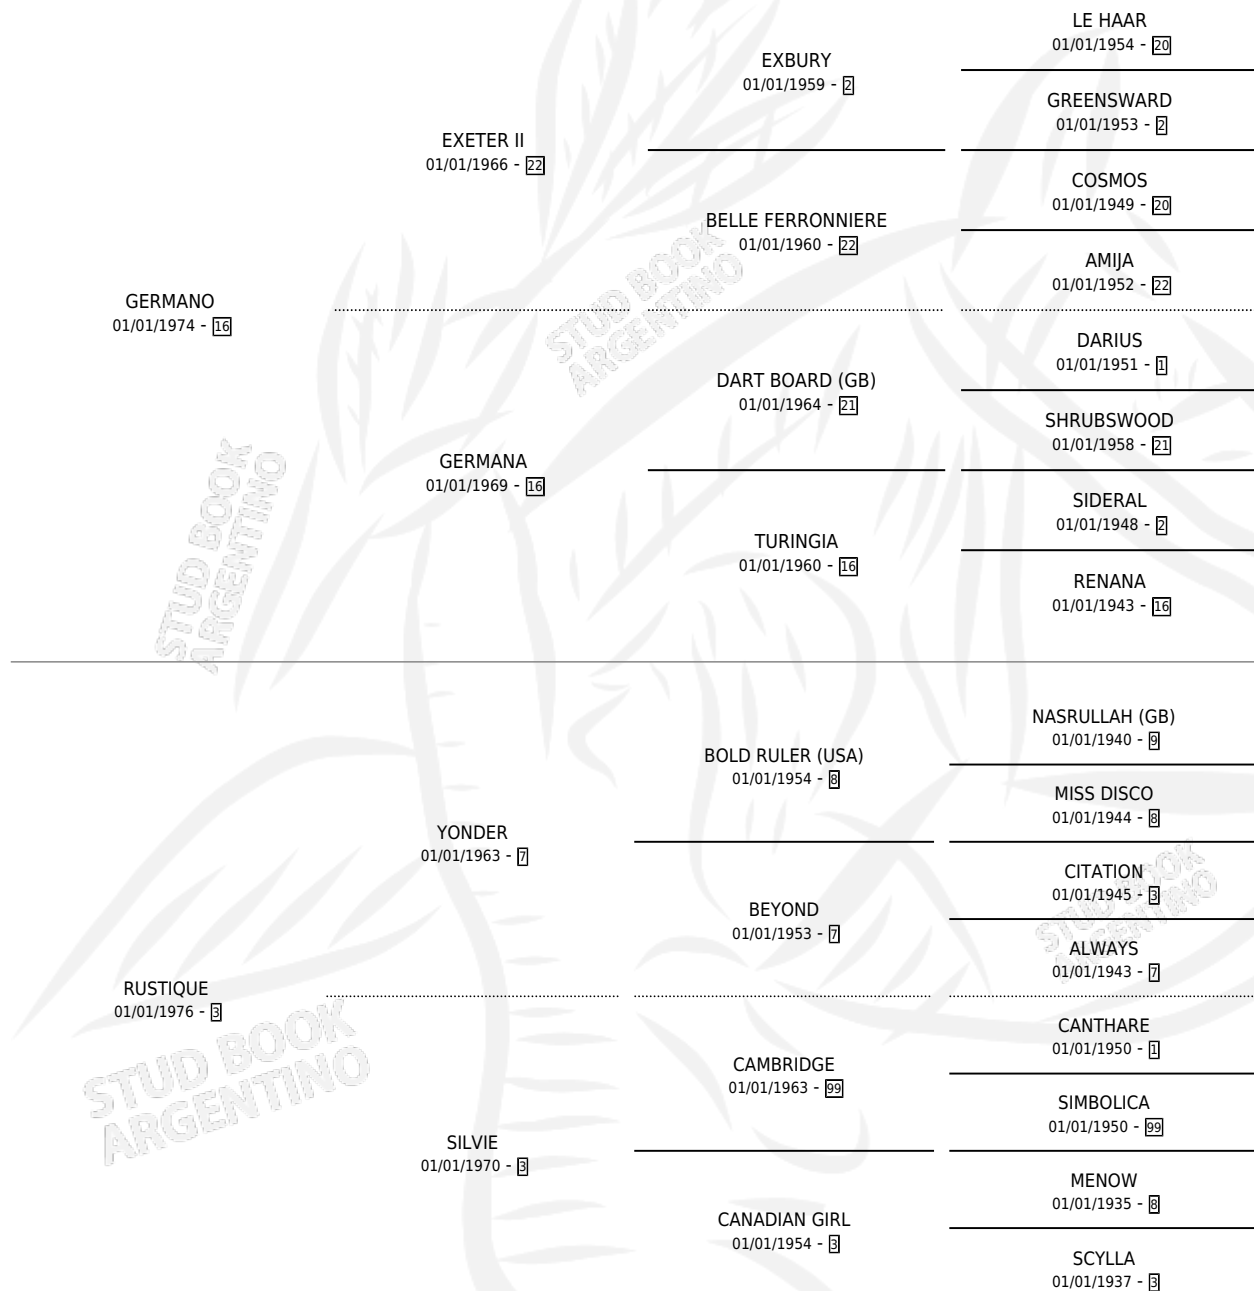 LE HAAR
01/01/1954 - 20
EXBURY
01/01/1959 - 2
GREENSWARD
01/01/1953 - 2
EXETER II
01/01/1966 - 22
COSMOS
01/01/1949 - 20
BELLE FERRONNIERE
01/01/1960 - 22
AMIJA
01/01/1952 - 22
STUD BOOK
ARGENTINO
GERMANO
01/01/1974 - 16
DARIUS
01/01/1951 - 1
DART BOARD (GB)
01/01/1964 - 21
SHRUBSWOOD
01/01/1958 - 21
GERMANA
01/01/1969 - 16
SIDERAL
01/01/1948 - 2
TURINGIA
01/01/1960 - 16
RENANA
01/01/1943 - 16
STUD BOOK
ARGENTINO
NASRULLAH (GB)
01/01/1940 - 9
BOLD RULER (USA)
01/01/1954 - 8
MISS DISCO
01/01/1944 - 8
YONDER
01/01/1963 - 7
CITATION
01/01/1945 - 3
BEYOND
01/01/1953 - 7
ALWAYS
01/01/1943 - 7
STUD BOOK
ARGENTINO
RUSTIQUE
01/01/1976 - 3
CANTHARE
01/01/1950 - 1
CAMBRIDGE
01/01/1963 - 99
SIMBOLICA
01/01/1950 - 99
STUD BOOK
ARGENTINO
SILVIE
01/01/1970 - 3
MENOW
01/01/1935 - 8
CANADIAN GIRL
01/01/1954 - 3
SCYLLA
01/01/1937 - 3